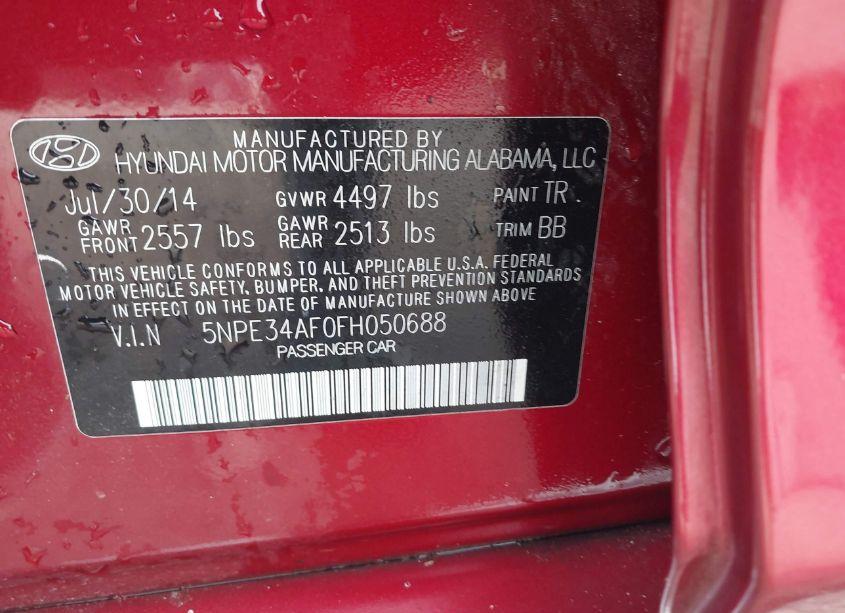 MANUFACTURED BY
HYUNDAI MOTOR MANUFACTURING ALABAMA, LLC
Jul/30/14 GVWR 4497 lbs PAINT TR.
GAWR FRONT 2557 lbs GAWR REAR 2513 lbs TRIM BB
THIS VEHICLE CONFORMS TO ALL APPLICABLE U.S.A. FEDERAL
MOTOR VEHICLE SAFETY, BUMPER, AND THEFT PREVENTION STANDARDS
IN EFFECT ON THE DATE OF MANUFACTURE SHOWN ABOVE
V.I.N 5NPE34AF0FH050688
PASSENGER CAR